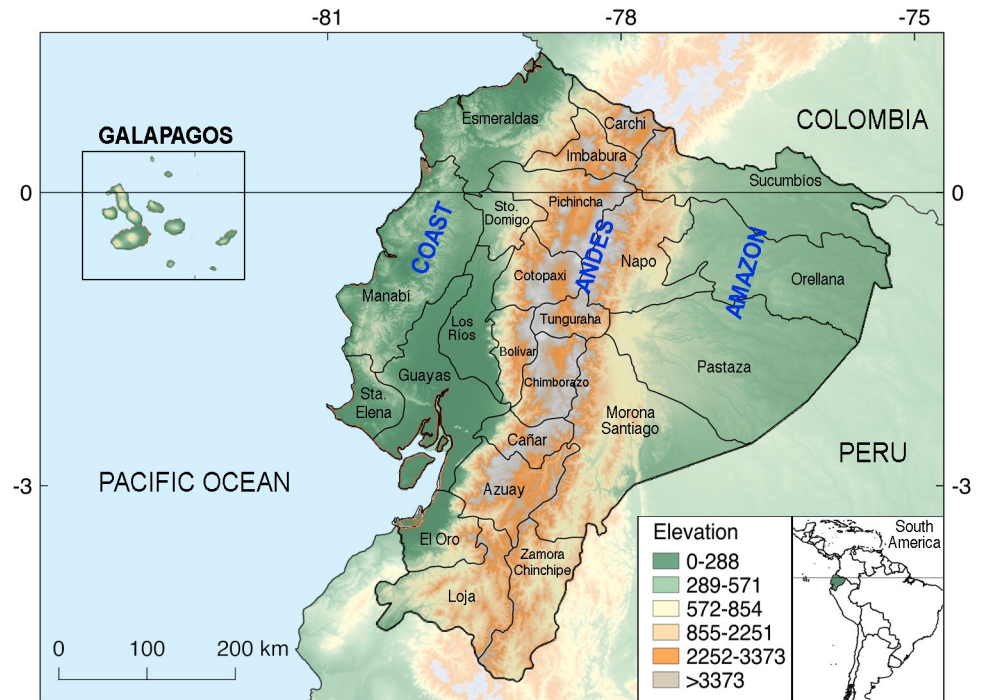 -81
-78
-75
COLOMBIA
Esmeraldas
Carchi
GALAPAGOS
Imbabura
Sucumbíos
0
0
Sto.
Domigo
Pichincha
COAST
ANDES
AMAZON
Napo
Cotopaxi
Orellana
Manabí
Los
Ríos
Tunguraha
Bolívar
Pastaza
Guayas
Chimborazo
Sta.
Elena
Morona
Santiago
Cañar
PERU
PACIFIC OCEAN
-3
-3
Azuay
El Oro
Zamora
Chinchipe
Loja
0
100
200 km
Elevation
0-288
289-571
572-854
855-2251
2252-3373
>3373
South
America